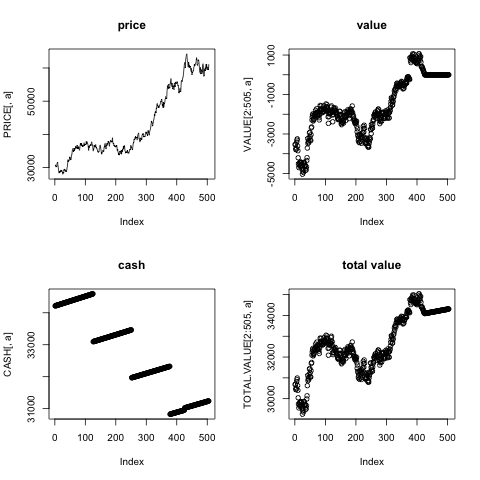 price
PRICE[, a]
30000 50000
0 100 200 300 400 500
Index
value
VALUE[2:505, a]
-5000 -3000 -1000 1000
0 100 200 300 400 500
Index
cash
CASH[, a]
31000 33000
0 100 200 300 400 500
Index
total value
TOTAL.VALUE[2:505, a]
30000 32000 34000
0 100 200 300 400 500
Index